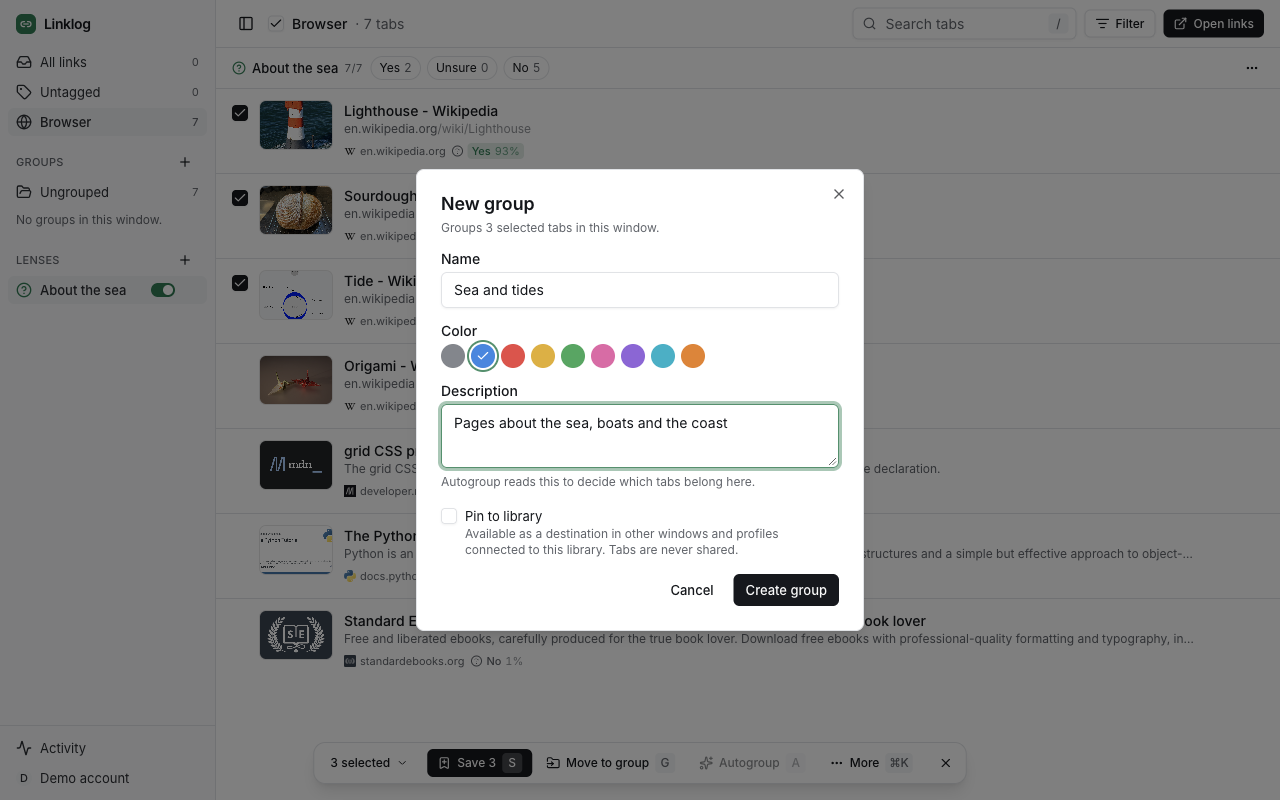 Linklog
Browser · 7 tabs
Search tabs /
Filter
Open links
All links 0
Untagged 0
Browser 7
GROUPS
Ungrouped 7
No groups in this window.
LENSES
About the sea
Activity
D Demo account
About the sea 7/7 Yes 2 Unsure 0 No 5
Lighthouse - Wikipedia
en.wikipedia.org/wiki/Lighthouse
W en.wikipedia.org Yes 93%
Sourdough
en.wikipedia
W en.wikiped
Tide - Wiki
en.wikipedia
W en.wikiped
Origami - W
en.wikipedia
W en.wikiped
mdn_
grid CSS p
The grid CSS
e declaration.
developer.
The Python
Python is an
structures and a simple but effective approach to object-…
docs.pytho
S E
Standard E
ook lover
Free and liberated ebooks, carefully produced for the true book lover. Download free ebooks with professional-quality formatting and typography, in…
standardebooks.org No 1%
New group
Groups 3 selected tabs in this window.
Name
Sea and tides
Color
Description
Pages about the sea, boats and the coast
Autogroup reads this to decide which tabs belong here.
Pin to library
Available as a destination in other windows and profiles
connected to this library. Tabs are never shared.
Cancel
Create group
3 selected
Save 3 S
Move to group G
Autogroup A
More ⌘K